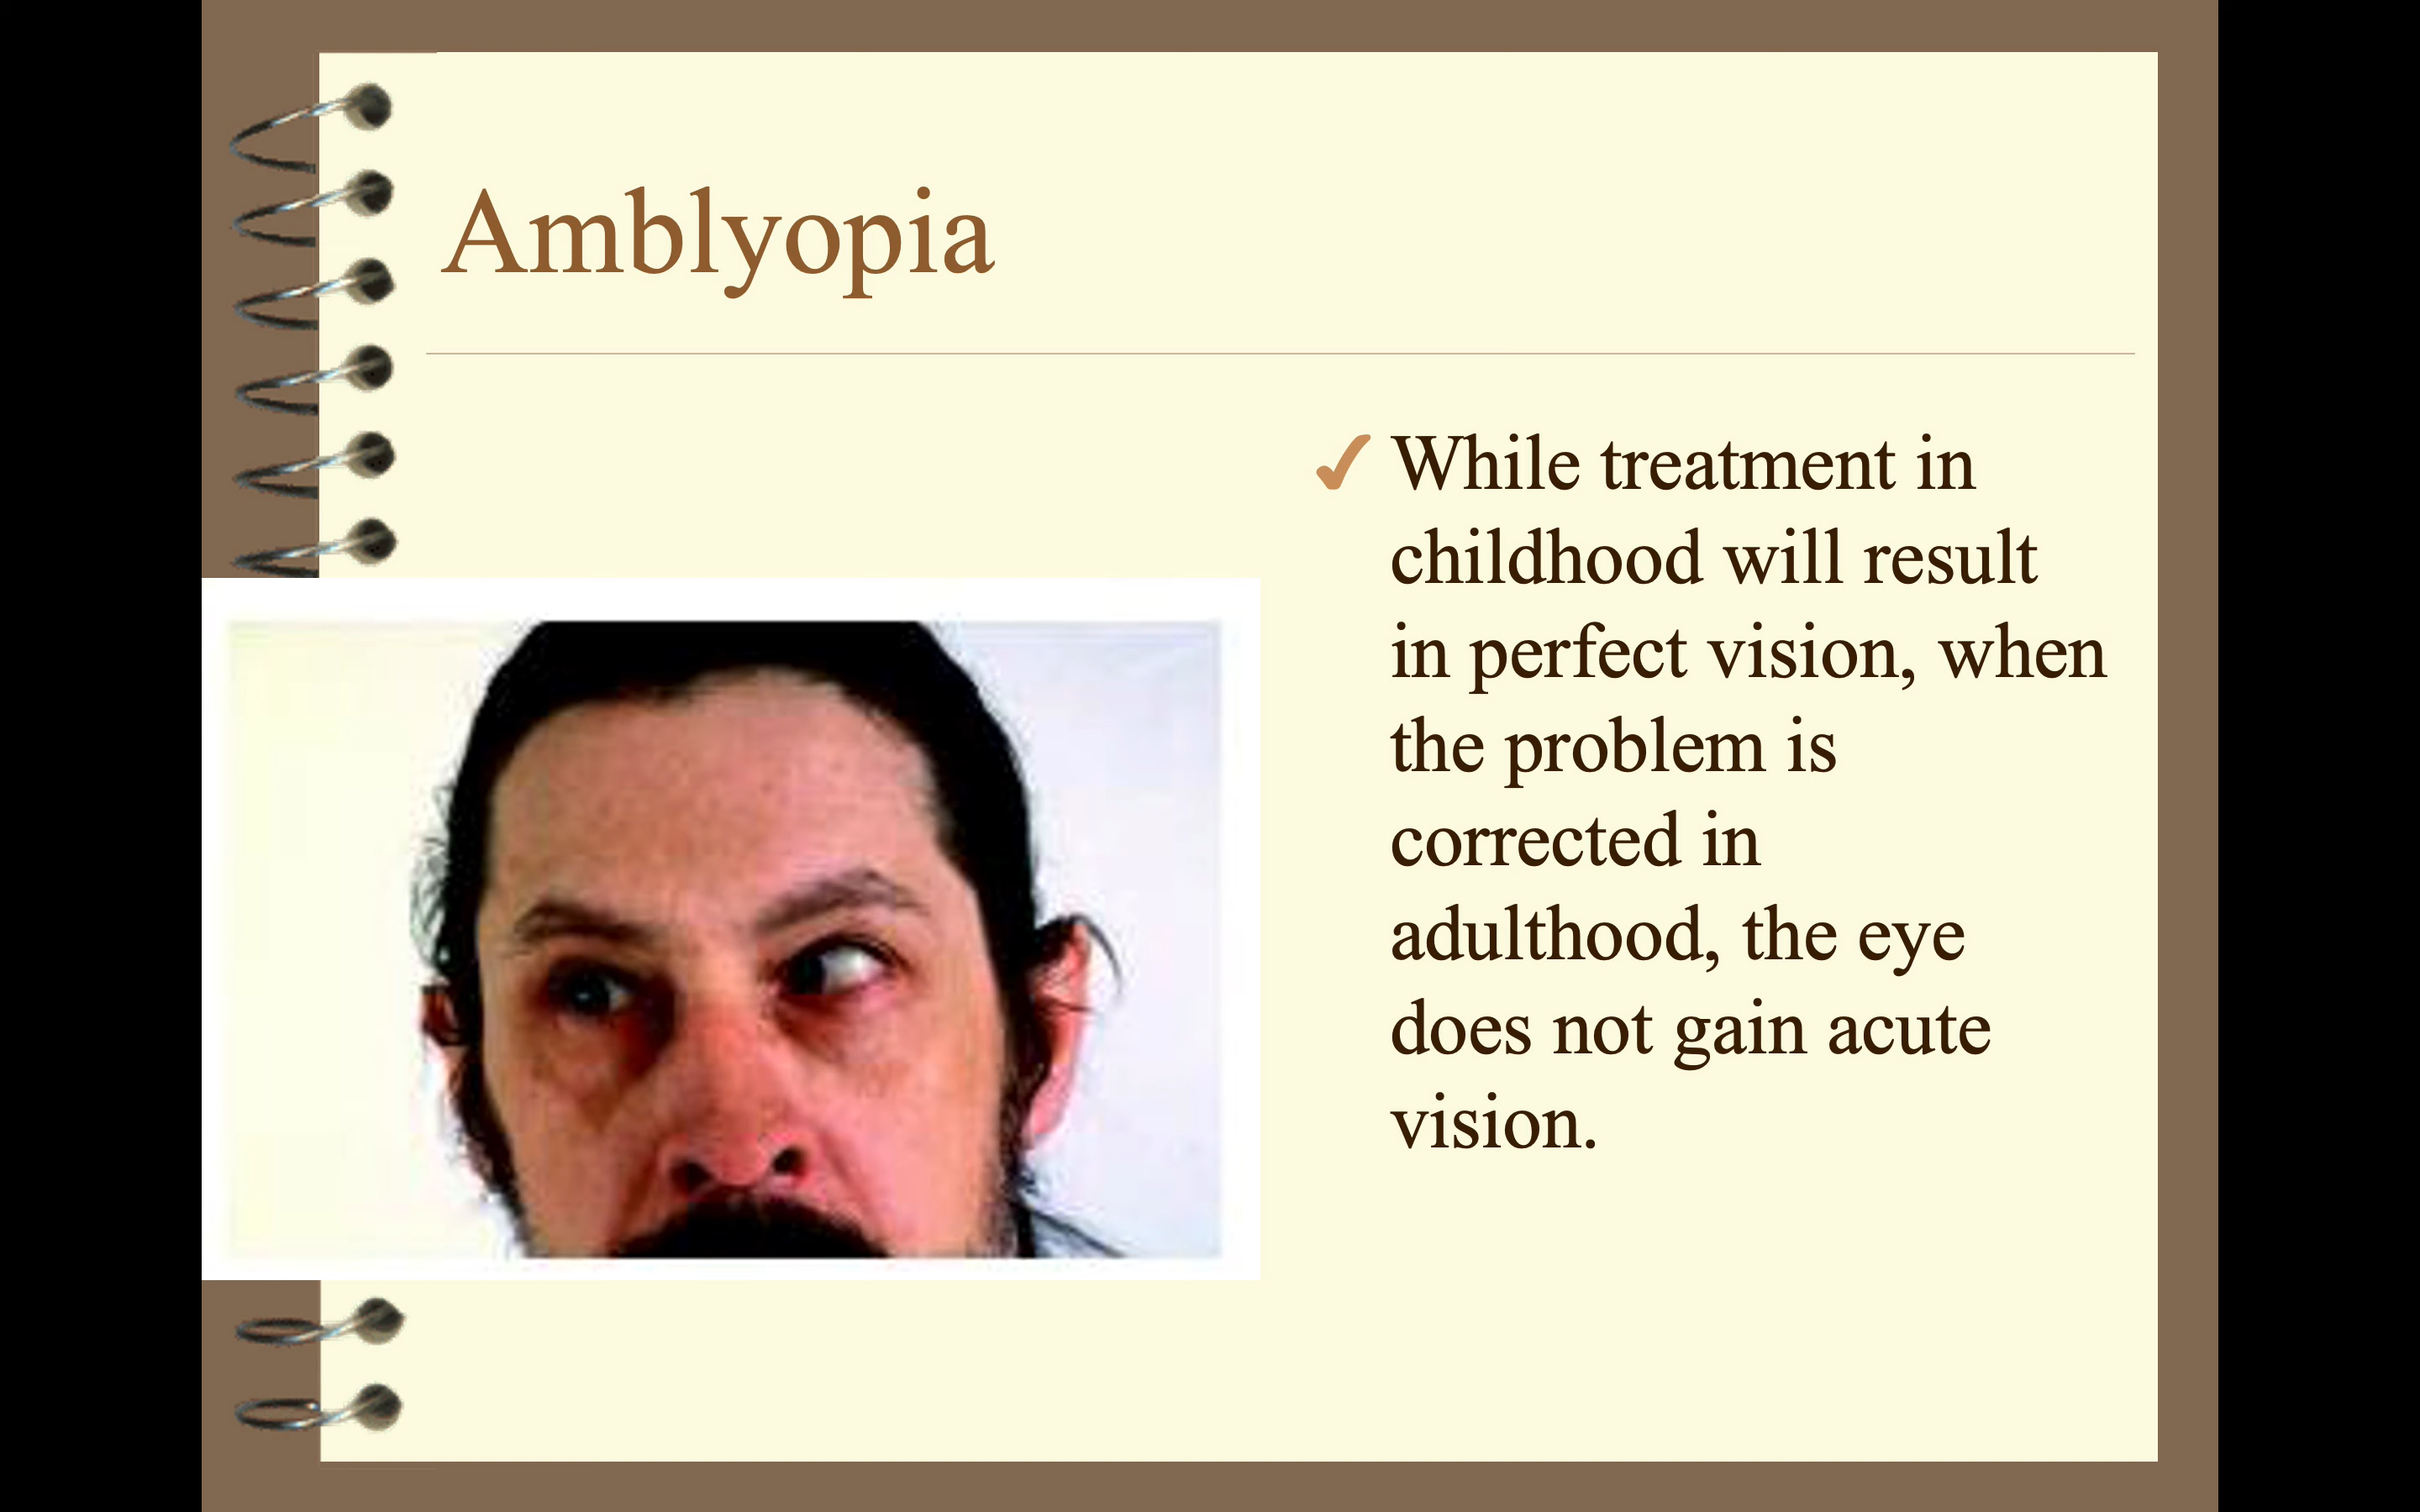 Amblyopia
✓ While treatment in
childhood will result
in perfect vision, when
the problem is
corrected in
adulthood, the eye
does not gain acute
vision.